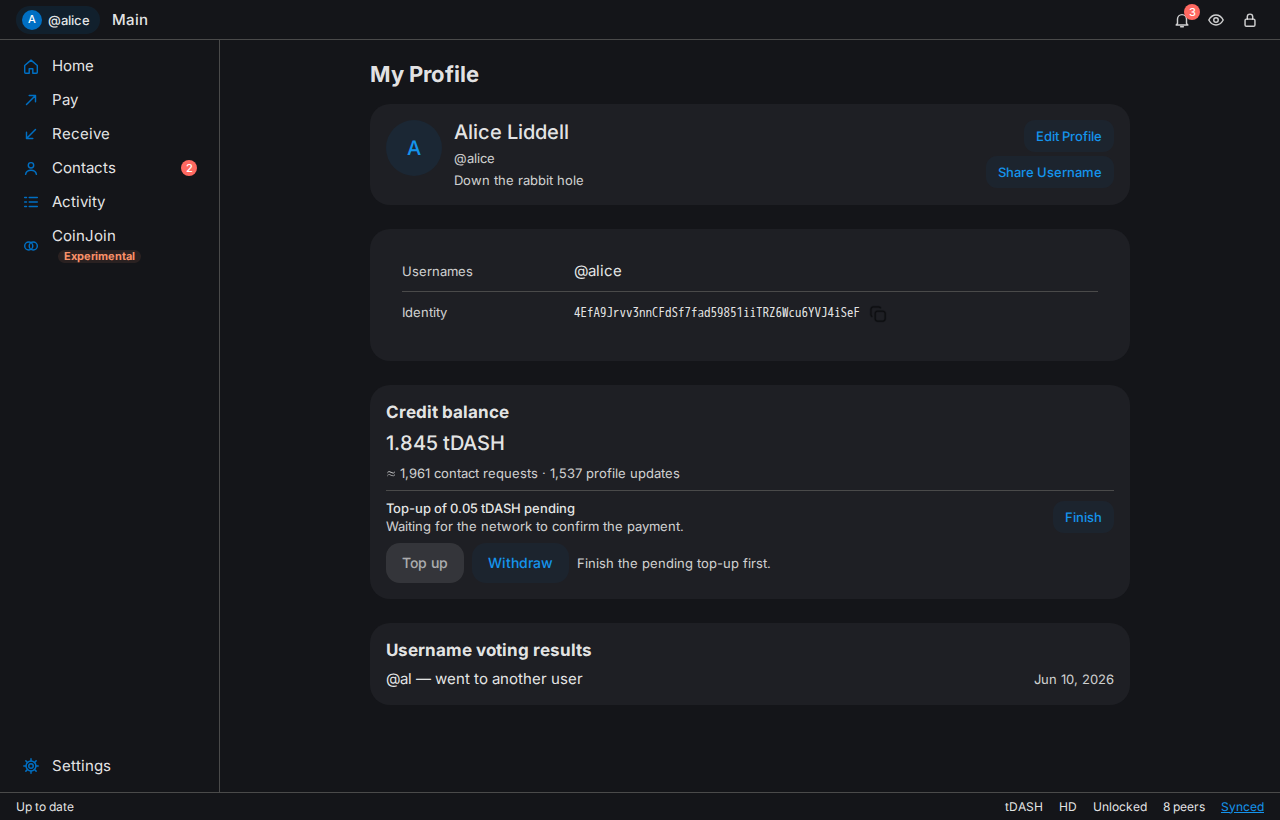 A @alice Main 3
Home
Pay
Receive
Contacts 2
Activity
CoinJoin
Experimental
Settings
My Profile
A
Alice Liddell
@alice
Down the rabbit hole
Edit Profile
Share Username
Usernames @alice
Identity 4EfA9Jrvv3nnCFdSf7fad59851iiTRZ6Wcu6YVJ4iSeF
Credit balance
1.845 tDASH
≈ 1,961 contact requests · 1,537 profile updates
Top-up of 0.05 tDASH pending
Waiting for the network to confirm the payment.
Finish
Top up Withdraw Finish the pending top-up first.
Username voting results
@al — went to another user Jun 10, 2026
Up to date tDASH HD Unlocked 8 peers Synced